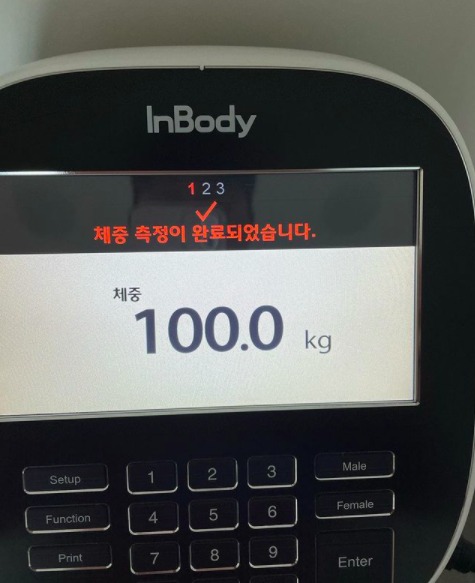 InBody
1 2 3
체중 측정이 완료되었습니다.
체중
100.0 kg
Setup 1 2 3 Male
Function 4 5 6 Female
Print 7 8 9 Enter